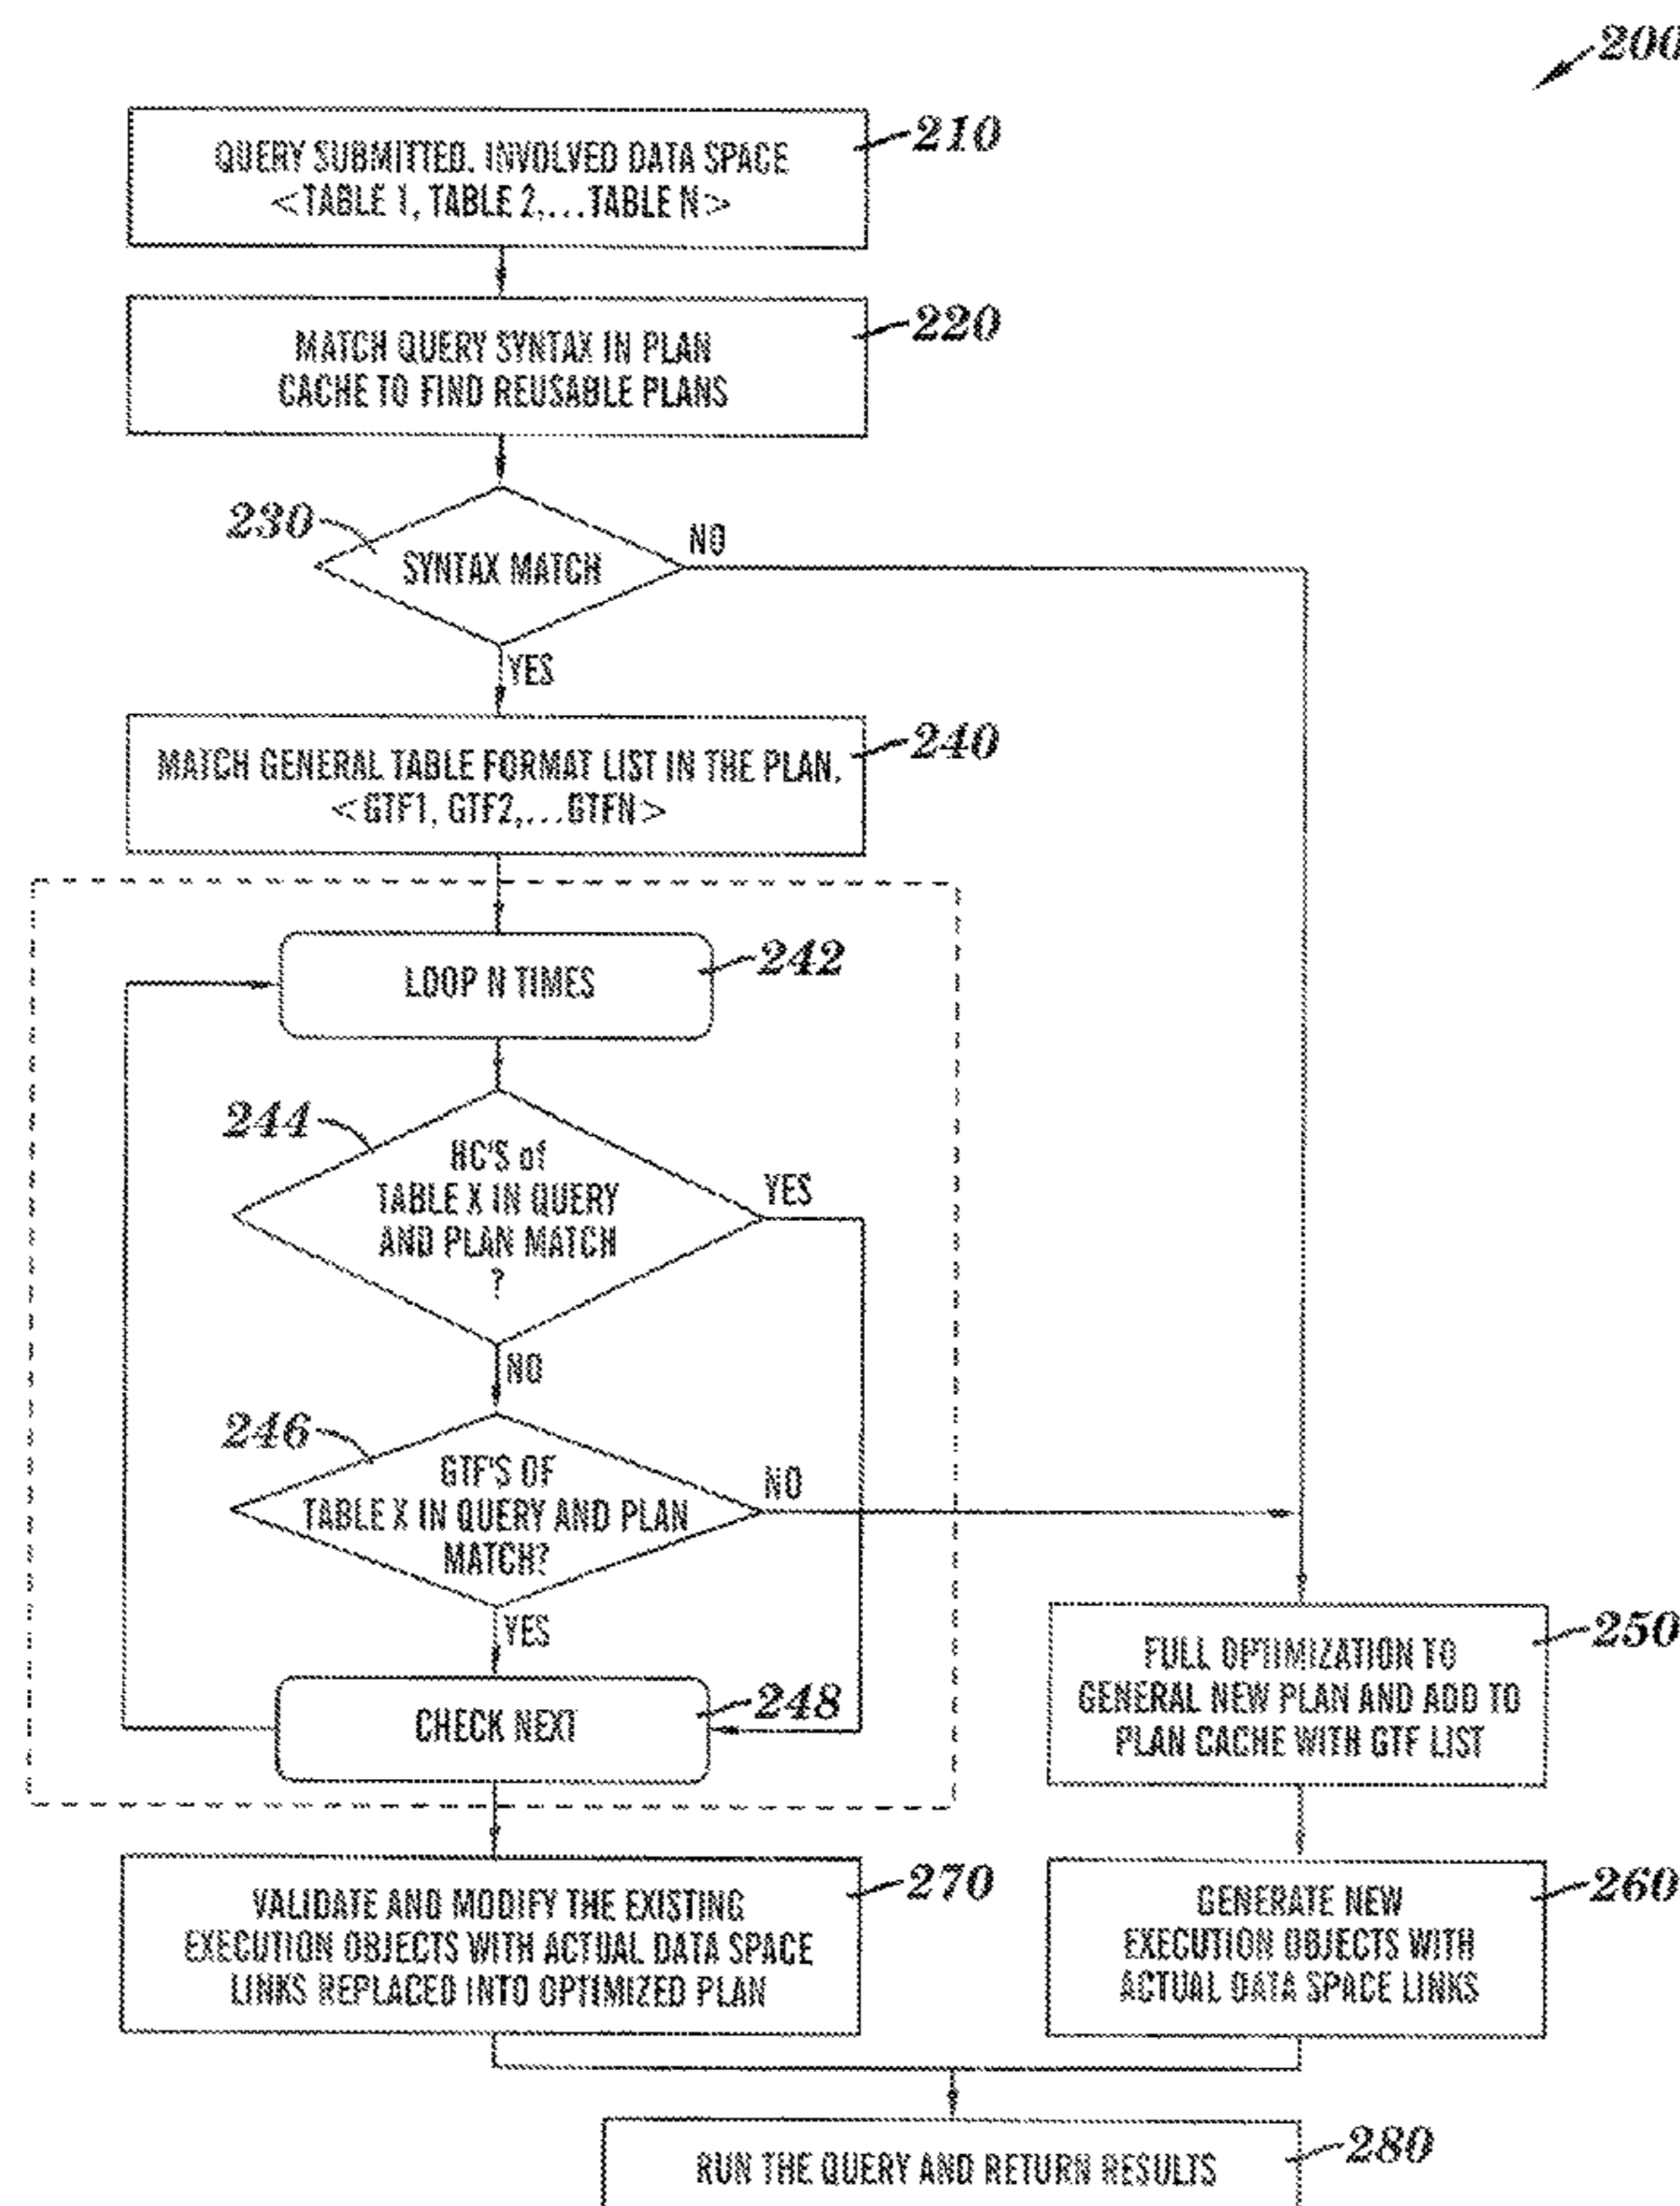 200
QUERY SUBMITTED. INVOLVED DATA SPACE
<TABLE 1, TABLE 2,...TABLE N>
210
MATCH QUERY SYNTAX IN PLAN
CACHE TO FIND REUSABLE PLANS
220
230
SYNTAX MATCH
NO
YES
MATCH GENERAL TABLE FORMAT LIST IN THE PLAN.
<GTF1, GTF2,...GTFN>
240
LOOP N TIMES
242
244
HC'S of
TABLE X IN QUERY
AND PLAN MATCH
?
YES
NO
246
GTF'S OF
TABLE X IN QUERY AND PLAN
MATCH?
NO
YES
CHECK NEXT
248
FULL OPTIMIZATION TO
GENERAL NEW PLAN AND ADD TO
PLAN CACHE WITH GTF LIST
250
VALIDATE AND MODIFY THE EXISTING
EXECUTION OBJECTS WITH ACTUAL DATA SPACE
LINKS REPLACED INTO OPTIMIZED PLAN
270
GENERATE NEW
EXECUTION OBJECTS WITH
ACTUAL DATA SPACE LINKS
260
RUN THE QUERY AND RETURN RESULTS
280